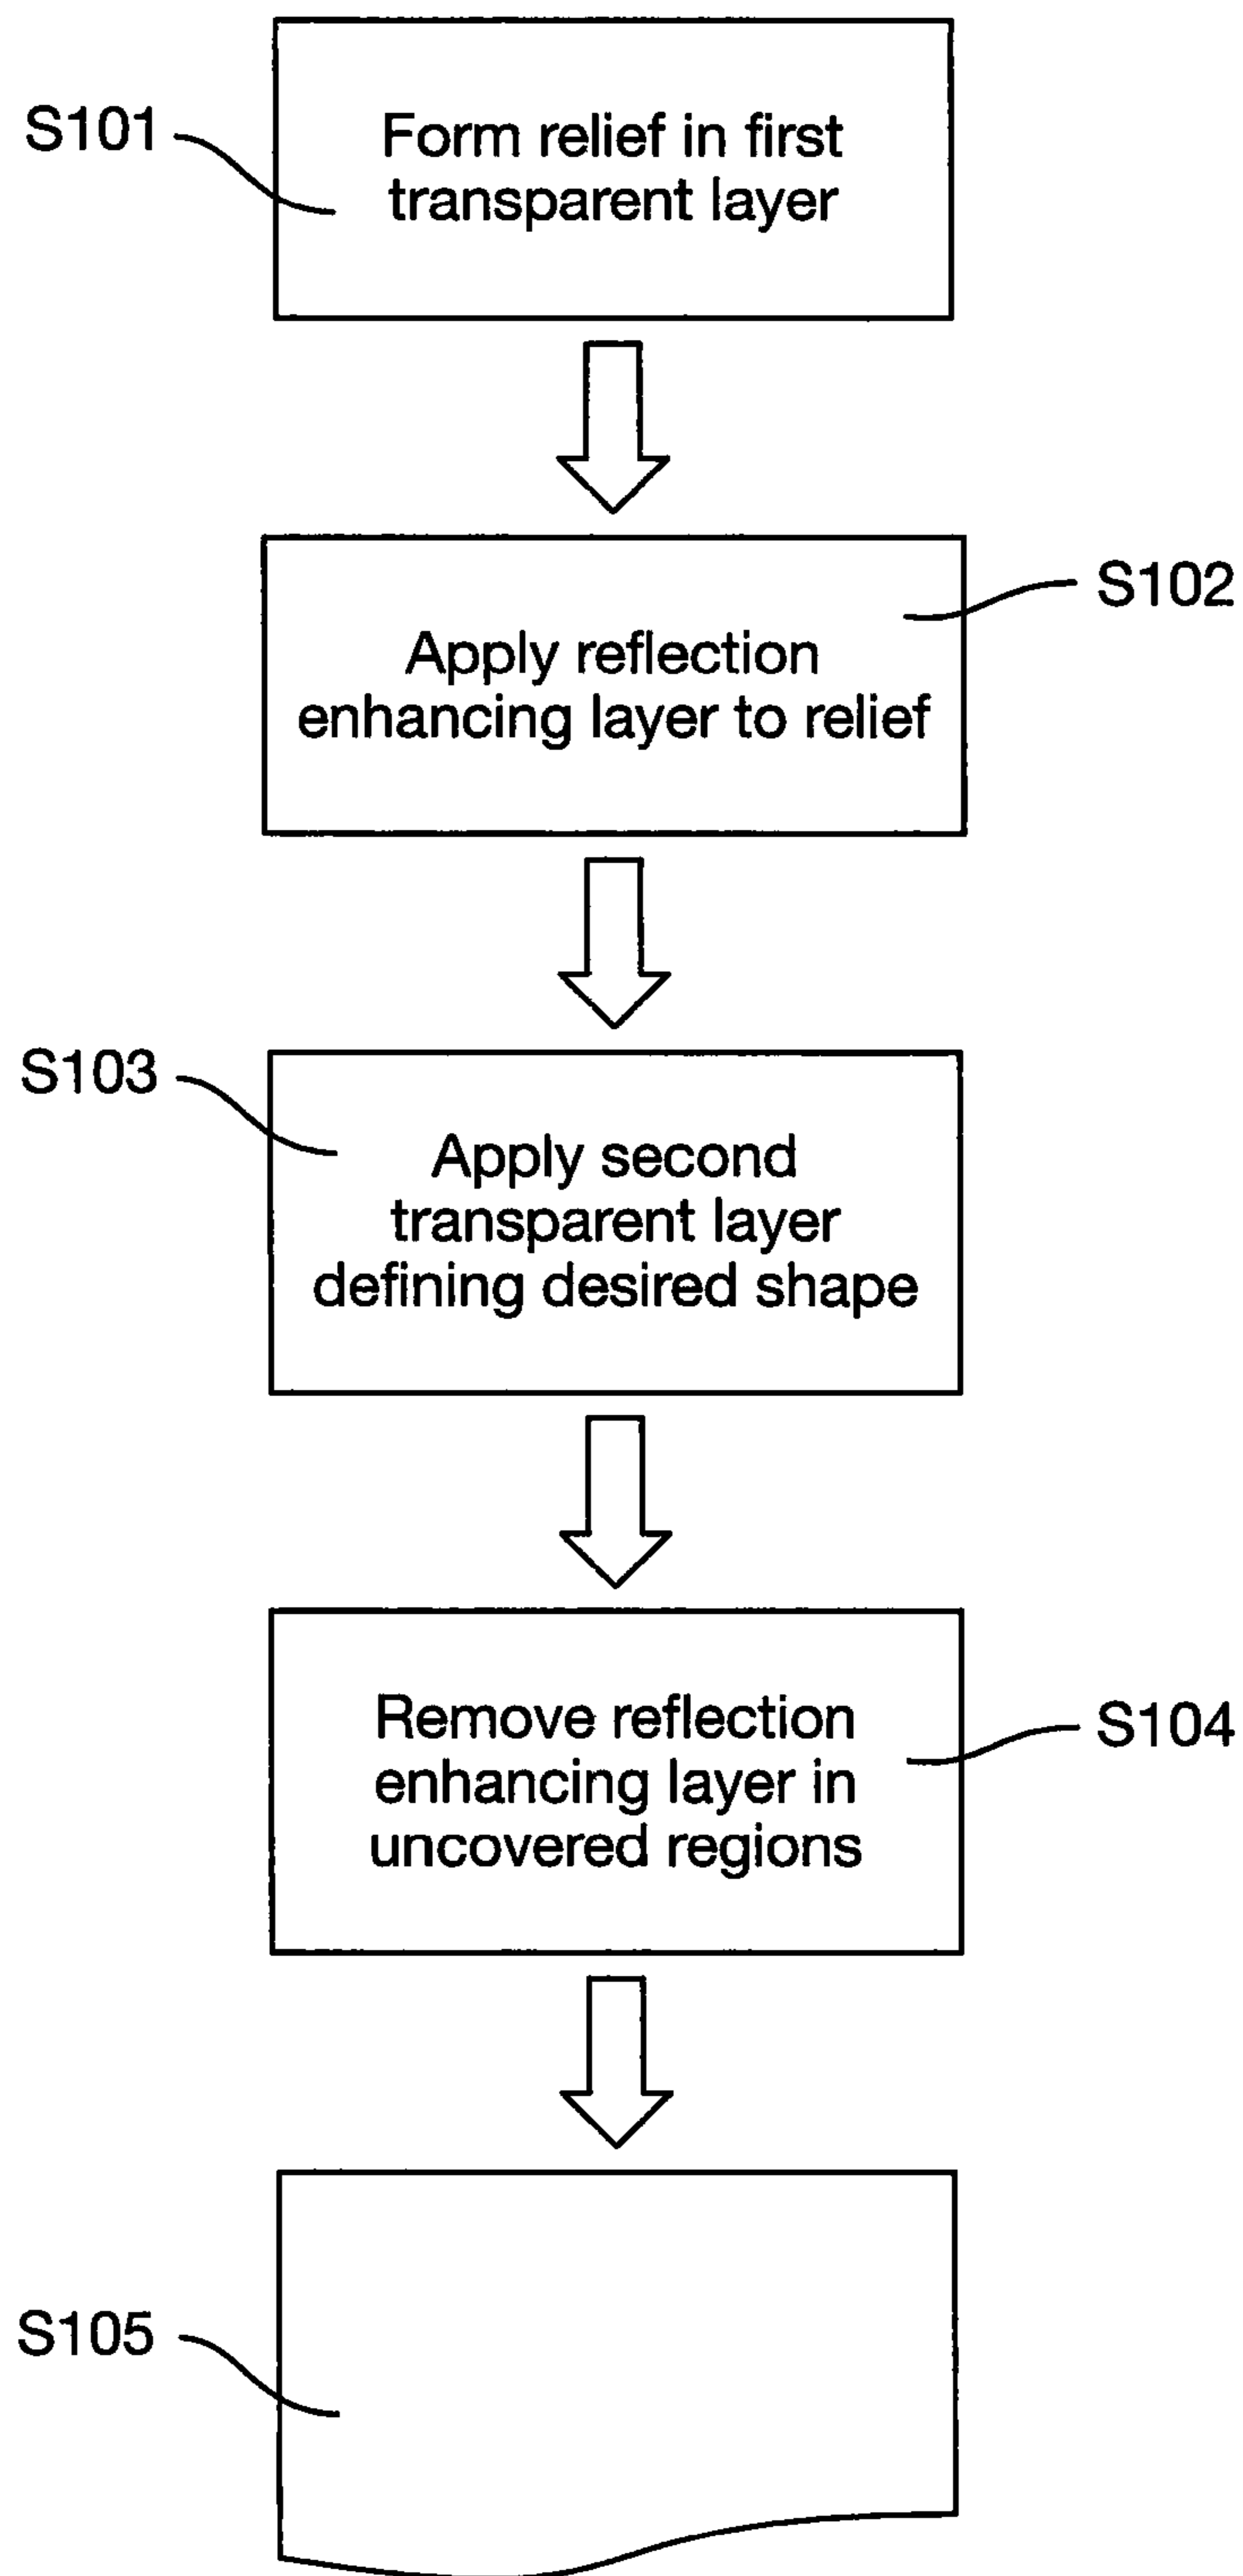 S101
Form relief in first
transparent layer
S102
Apply reflection
enhancing layer to relief
S103
Apply second
transparent layer
defining desired shape
S104
Remove reflection
enhancing layer in
uncovered regions
S105